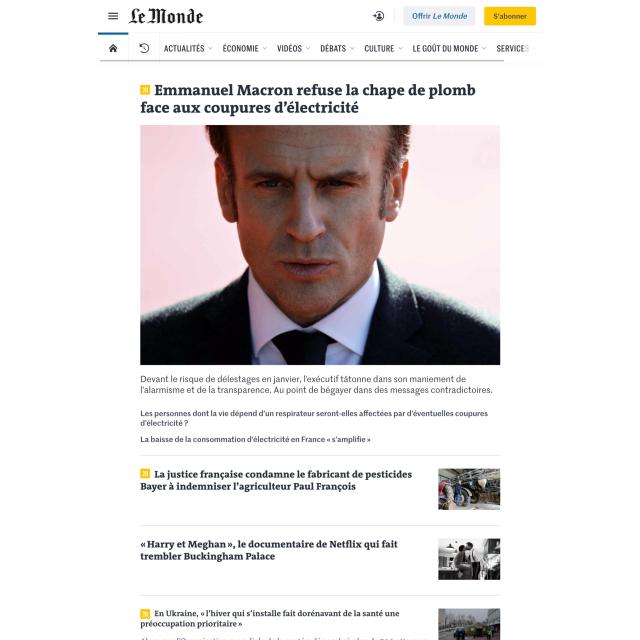 Le Monde
Offrir Le Monde
S'abonner
ACTUALITÉS
ÉCONOMIE
VIDÉOS
DÉBATS
CULTURE
LE GOÛT DU MONDE
SERVICES
Emmanuel Macron refuse la chape de plomb
face aux coupures d'électricité
Devant le risque de délestages en janvier, l'exécutif tâtonne dans son maniement de
l'alarmisme et de la transparence. Au point de bégayer dans des messages contradictoires.
Les personnes dont la vie dépend d'un respirateur seront-elles affectées par d'éventuelles coupures
d'électricité ?
La baisse de la consommation d'électricité en France « s'amplifie »
La justice française condamne le fabricant de pesticides
Bayer à indemniser l'agriculteur Paul François
« Harry et Meghan », le documentaire de Netflix qui fait
trembler Buckingham Palace
En Ukraine, « l'hiver qui s'installe fait dorénavant de la santé une
préoccupation prioritaire »